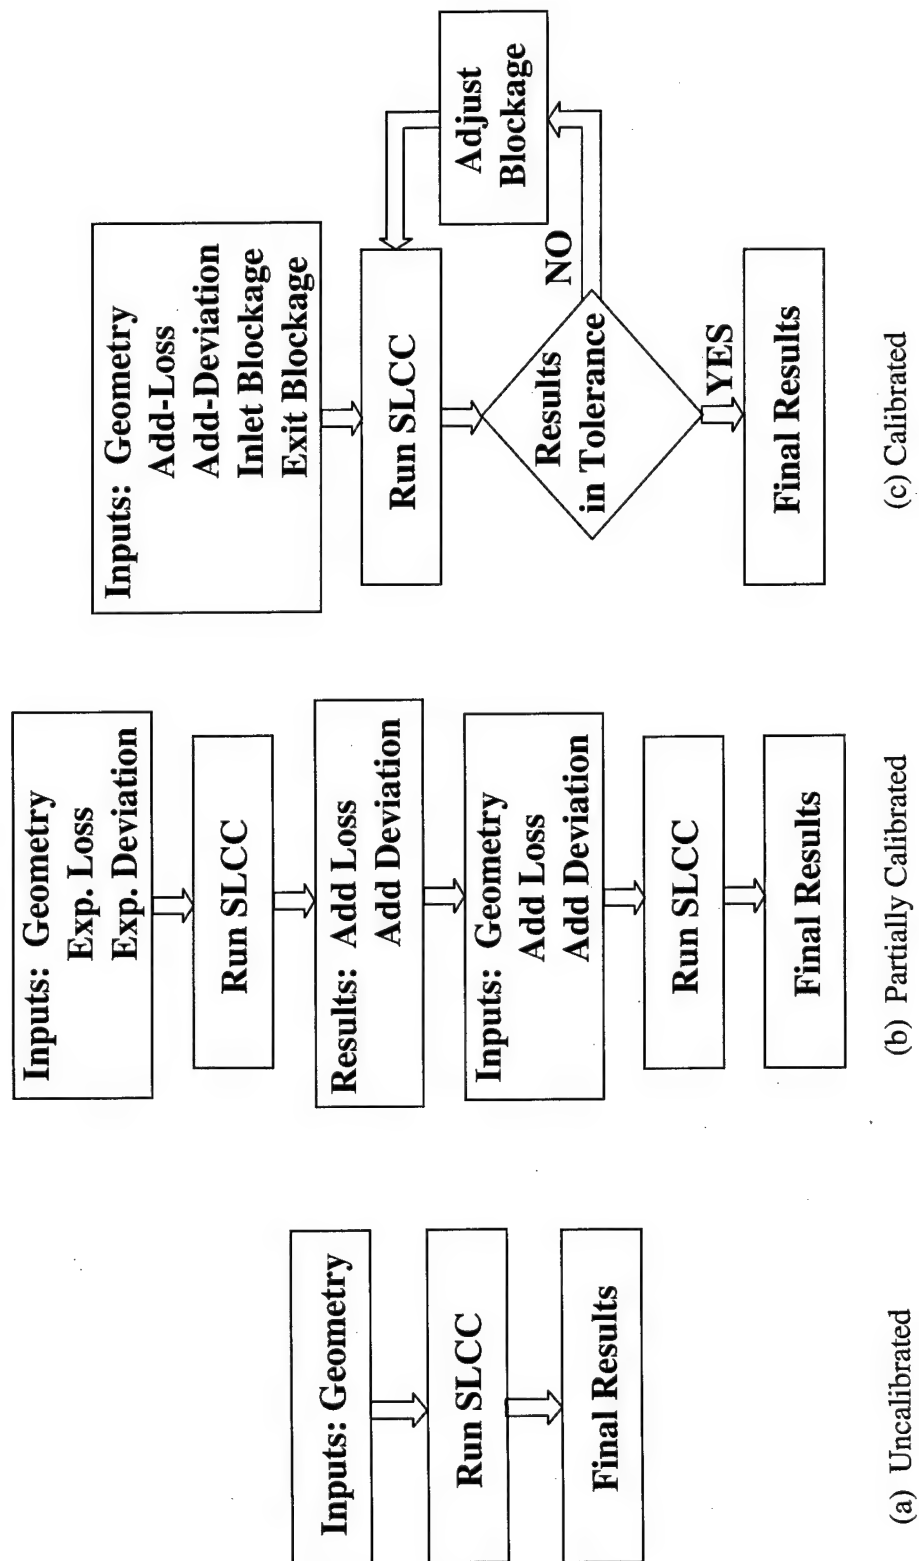 Inputs: Geometry
Run SLCC
Final Results
(a) Uncalibrated
Inputs: Geometry
Exp. Loss
Exp. Deviation
Run SLCC
Results: Add Loss
Add Deviation
Inputs: Geometry
Add Loss
Add Deviation
Run SLCC
Final Results
(b) Partially Calibrated
Inputs: Geometry
Add-Loss
Add-Deviation
Inlet Blockage
Exit Blockage
Run SLCC
Adjust
Blockage
Results
in Tolerance
NO
YES
Final Results
(c) Calibrated